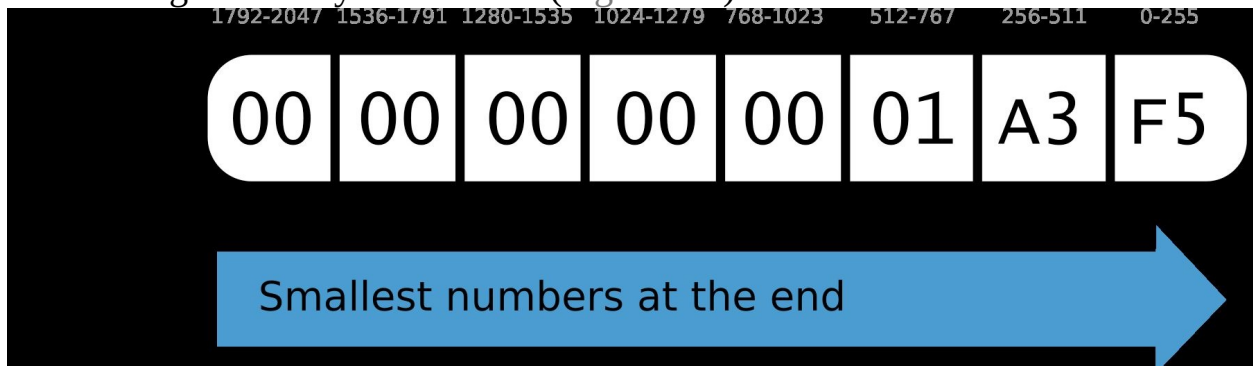 1792-2047 1536-1791 1280-1535 1024-1279 768-1023 512-767 256-511 0-255
00 00 00 00 00 01 A3 F5
Smallest numbers at the end